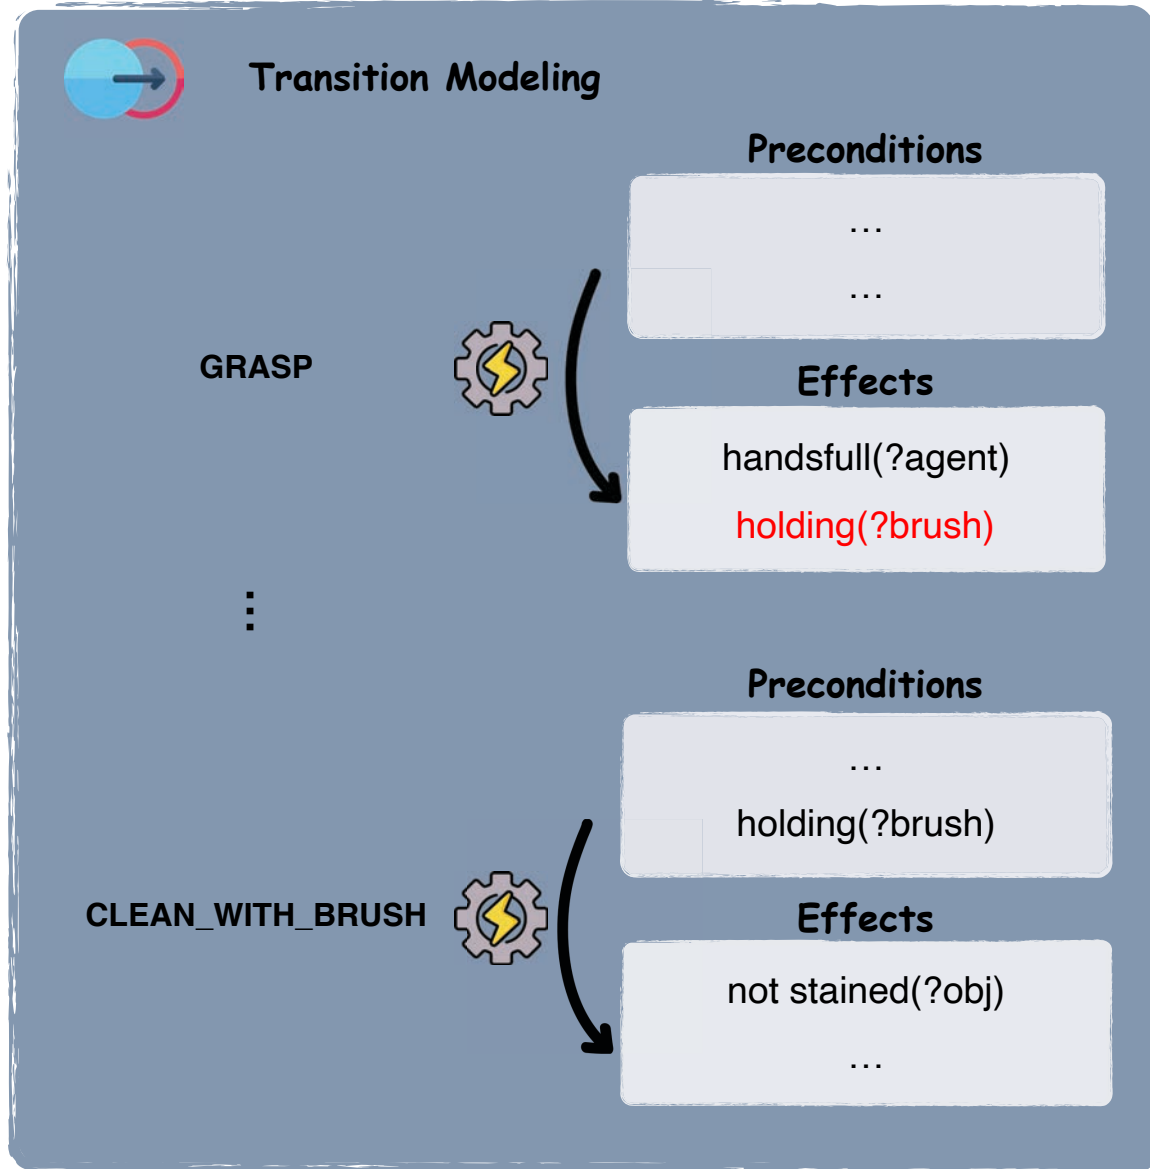 Transition Modeling
Preconditions
...
...
GRASP
Effects
handsfull(?agent)
holding(?brush)
⋮
Preconditions
...
holding(?brush)
CLEAN_WITH_BRUSH
Effects
not stained(?obj)
...